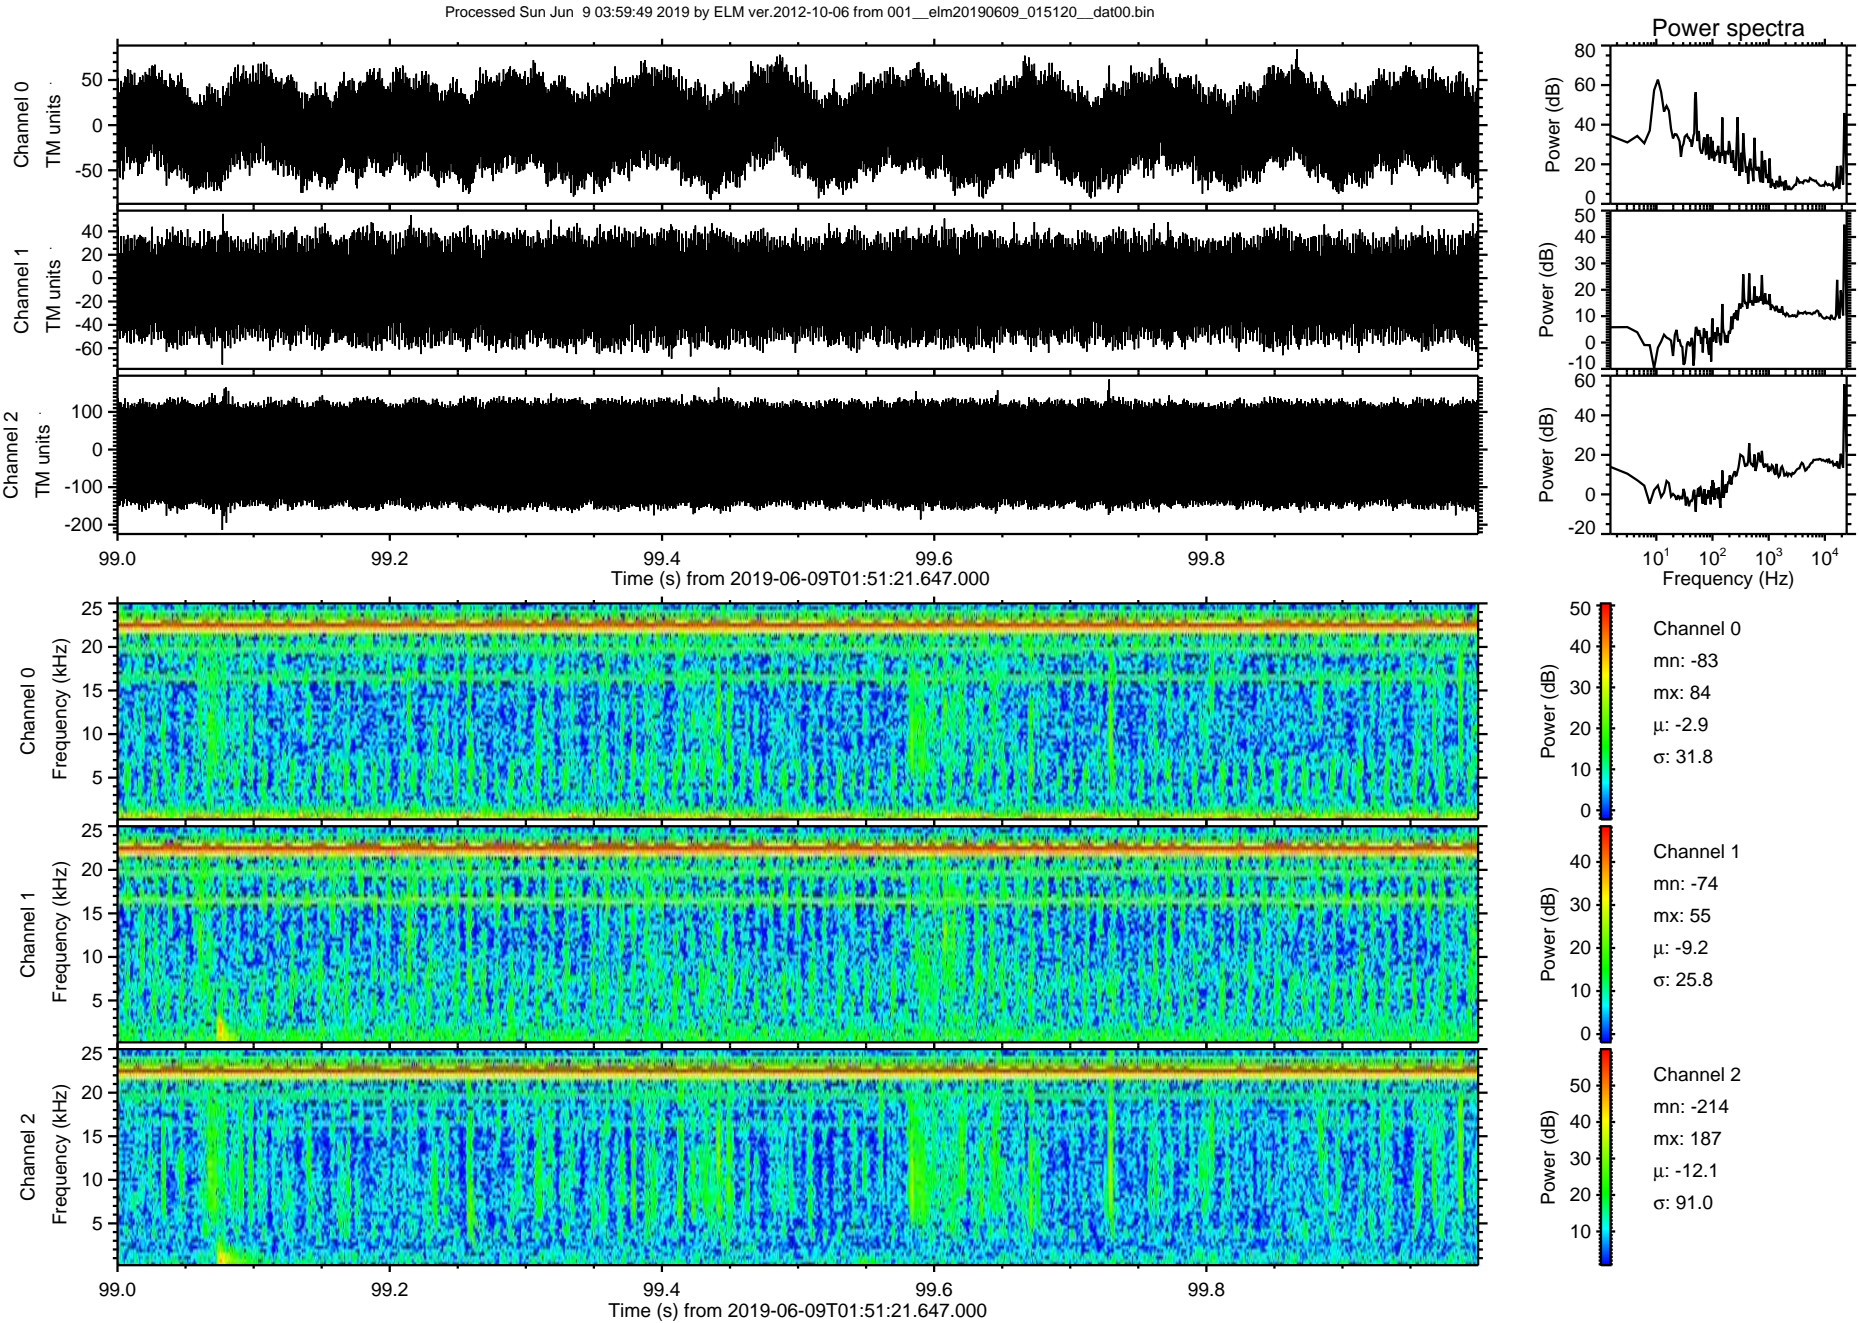 Processed Sun Jun 9 03:59:49 2019 by ELM ver.2012-10-06 from 001__elm20190609_015120__dat00.bin
Power spectra
Channel 0
TM units
50
0
-50
Power (dB)
80
60
40
20
0
Channel 1
TM units
40
20
0
-20
-40
-60
Power (dB)
50
40
30
20
10
0
-10
Channel 2
TM units
100
0
-100
-200
Power (dB)
60
40
20
0
-20
99.0 99.2 99.4 99.6 99.8
Time (s) from 2019-06-09T01:51:21.647.000
10¹ 10² 10³ 10⁴
Frequency (Hz)
Channel 0
Frequency (kHz)
25
20
15
10
5
Power (dB)
50
40
30
20
10
0
Channel 0
mn: -83
mx: 84
μ: -2.9
σ: 31.8
Channel 1
Frequency (kHz)
25
20
15
10
5
Power (dB)
40
30
20
10
0
Channel 1
mn: -74
mx: 55
μ: -9.2
σ: 25.8
Channel 2
Frequency (kHz)
25
20
15
10
5
Power (dB)
50
40
30
20
10
Channel 2
mn: -214
mx: 187
μ: -12.1
σ: 91.0
99.0 99.2 99.4 99.6 99.8
Time (s) from 2019-06-09T01:51:21.647.000